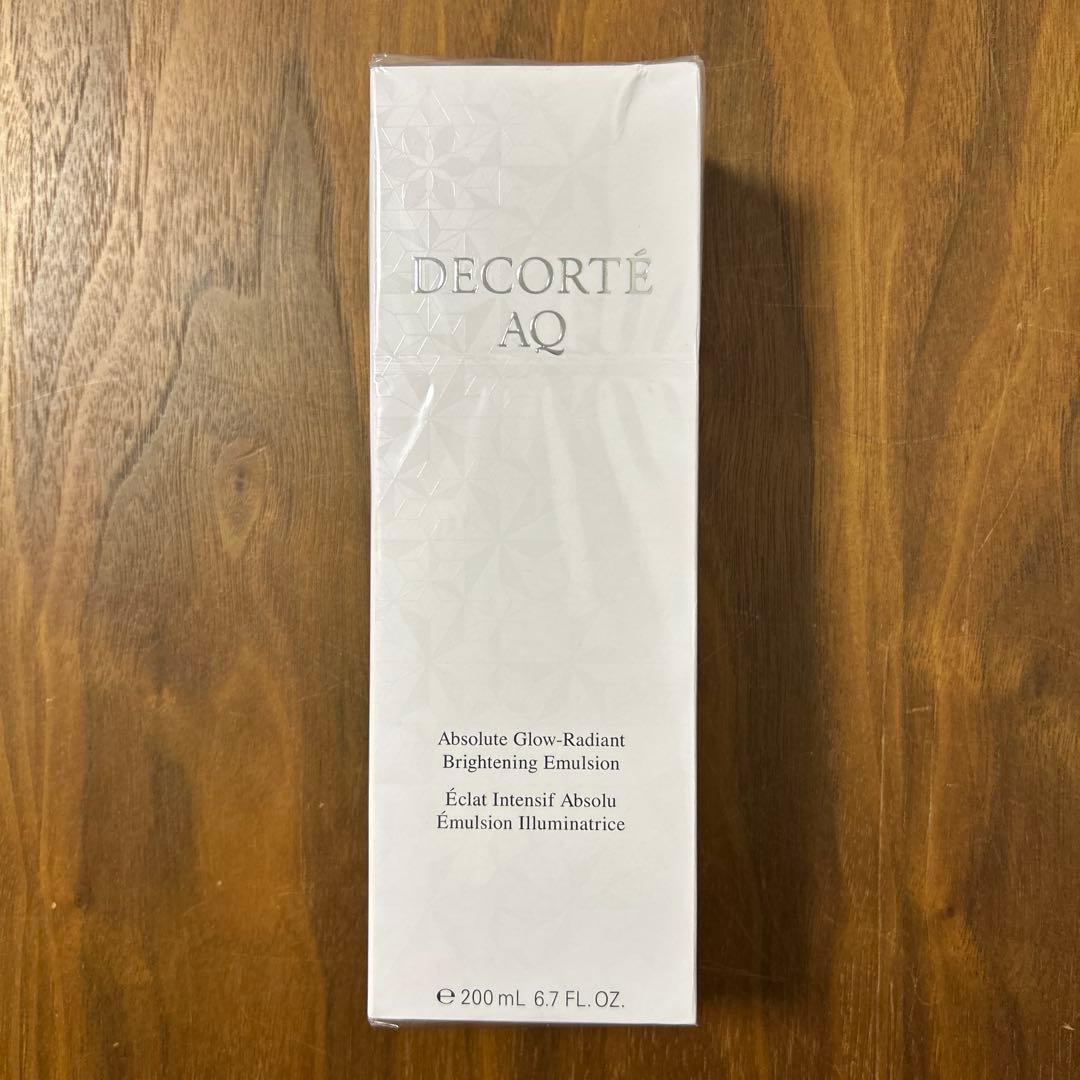 DECORTÉ
AQ
Absolute Glow-Radiant
Brightening Emulsion
Éclat Intensif Absolu
Émulsion Illuminatrice
℮ 200 mL 6.7 FL. OZ.